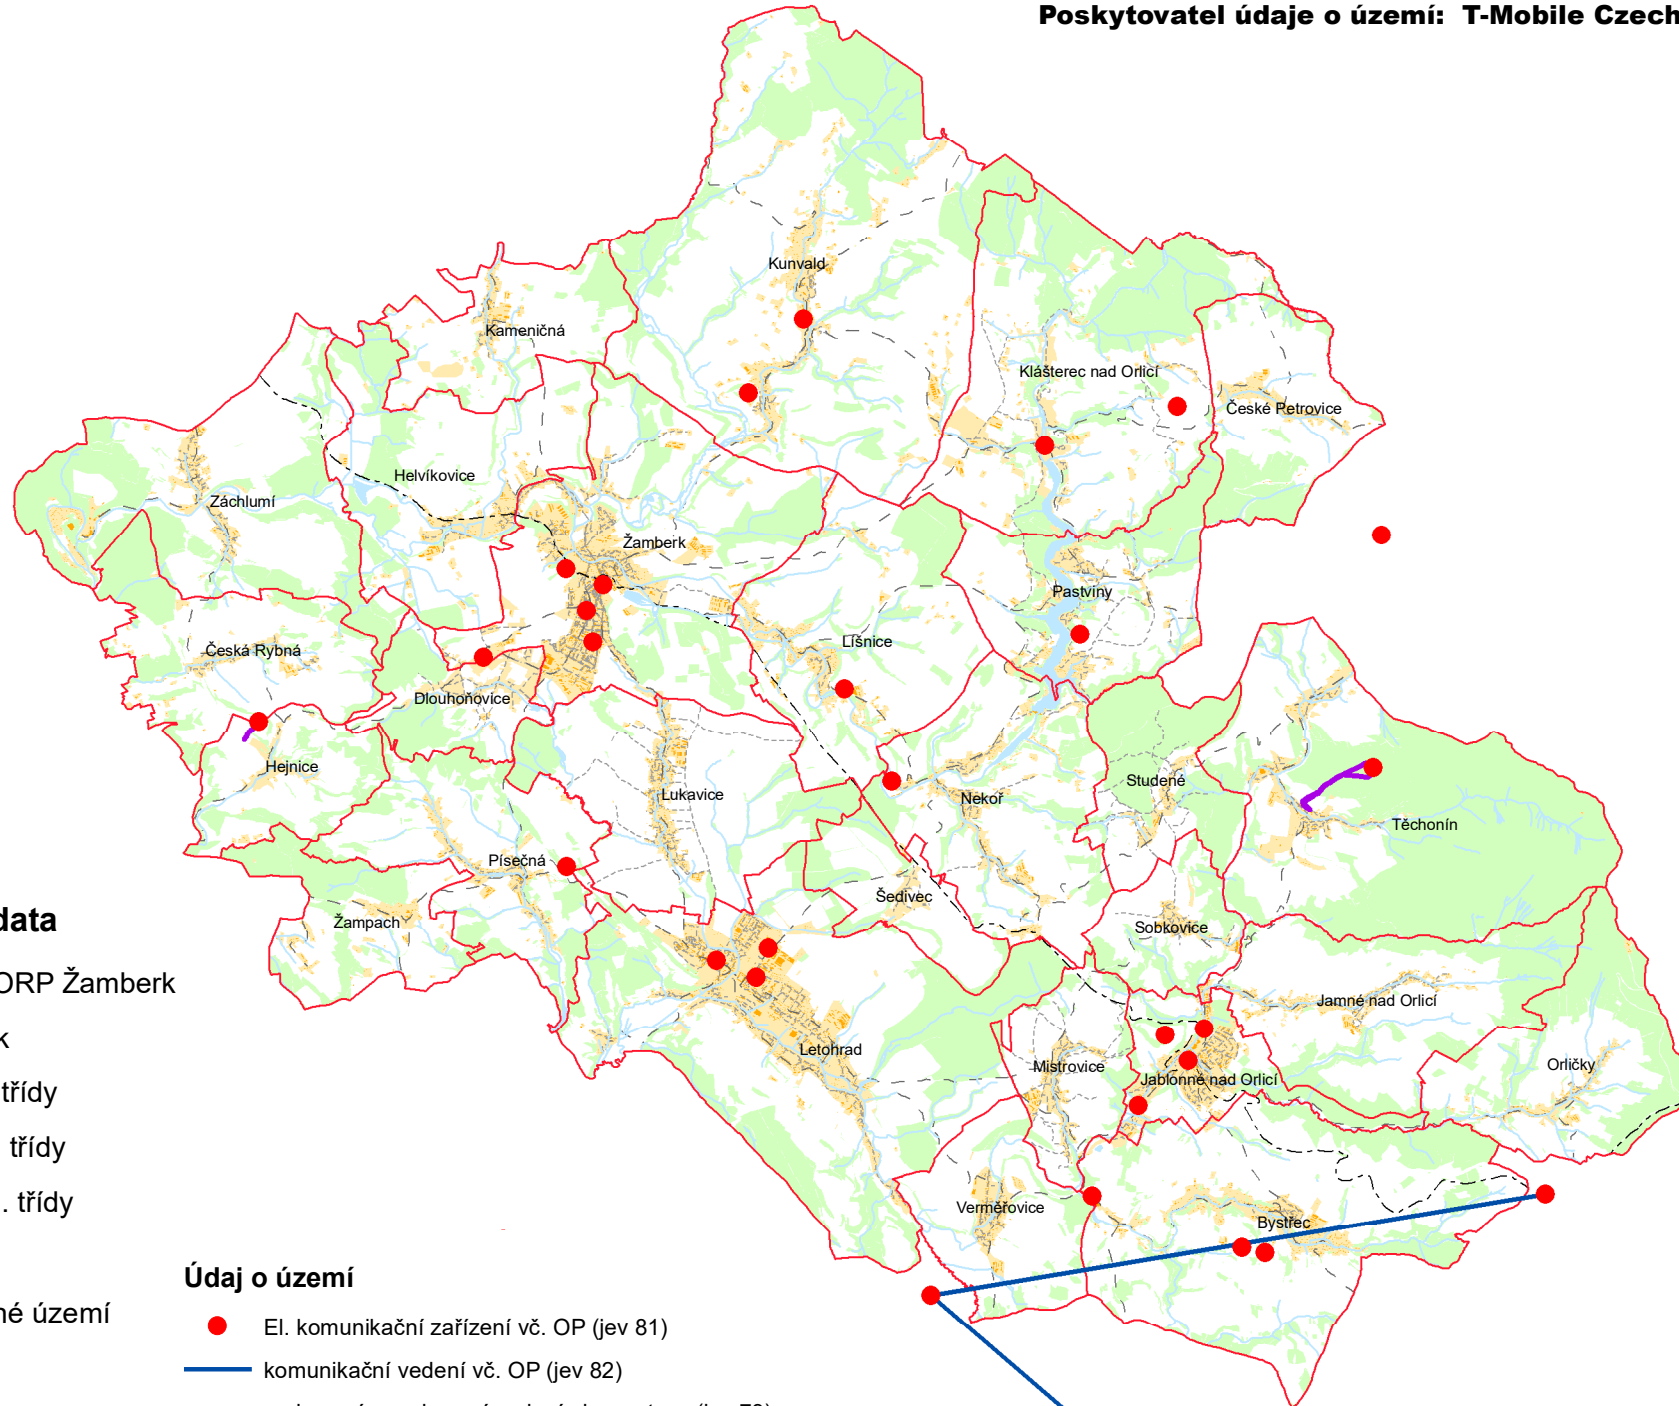 Poskytovatel údaje o území: T-Mobile Czech
Kunvald
Kameničná
Klášterec nad Orlicí
České Petrovice
Helvíkovice
Záchlumí
Žamberk
Pastviny
Líšnice
Česká Rybná
Dlouhoňovice
Hejnice
Studené
Lukavice
Nekoř
Těchonín
Písečná
Šedivec
Žampach
Sobkovice
Jamné nad Orlicí
Letohrad
Mistrovice
Orličky
Jablonné nad Orlicí
Verměřovice
Bystřec
data
ORP Žamberk
k
třídy
třídy
. třídy
né území
Údaj o území
El. komunikační zařízení vč. OP (jev 81)
komunikační vedení vč. OP (jev 82)